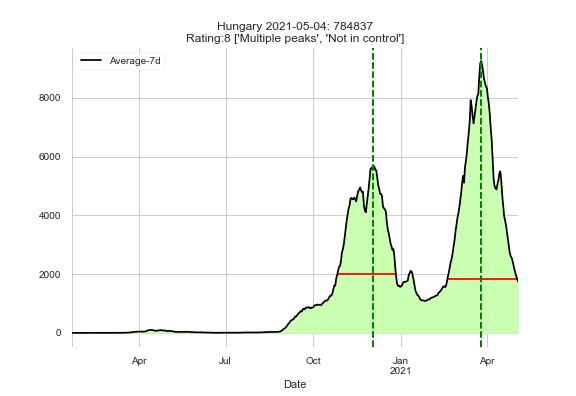 Hungary 2021-05-04: 784837
Rating:8 ['Multiple peaks', 'Not in control']
Average-7d
8000
6000
4000
2000
0
Apr Jul Oct Jan Apr
2021
Date